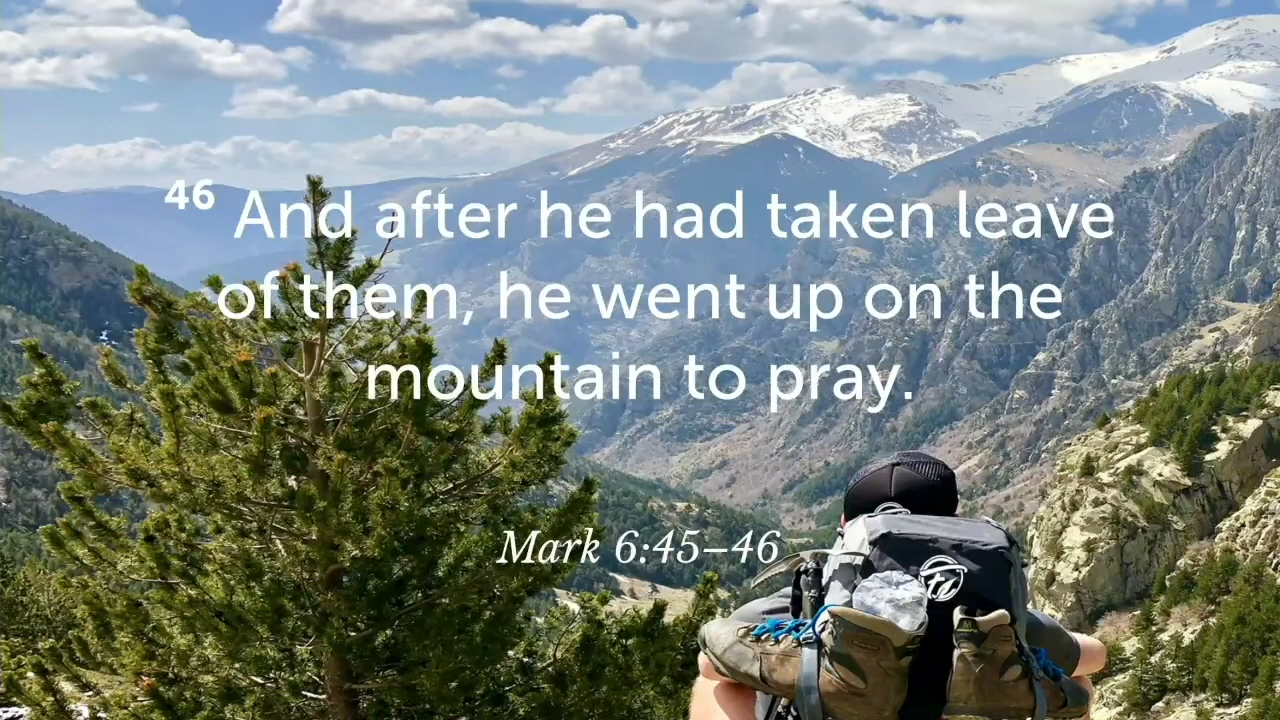 46 And after he had taken leave
of them, he went up on the
mountain to pray.
Mark 6:45–46